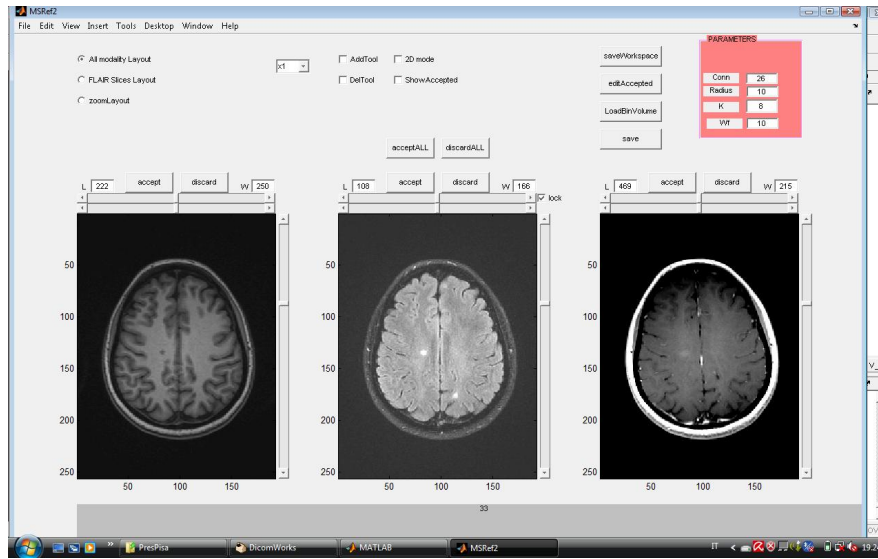 MSRef2
File Edit View Insert Tools Desktop Window Help
PARAMETERS
All modality Layout
FLAIR Slices Layout
zoomLayout
x1
AddTool 2D mode
DelTool ShowAccepted
saveWorkspace
editAccepted
LoadBinVolume
save
Conn 26
Radius 10
K 8
Wf 10
acceptALL discardALL
L 222 accept discard W 250
L 108 accept discard W 166
lock
L 469 accept discard W 215
50
100
150
200
250
50 100 150
50
100
150
200
250
50 100 150
50
100
150
200
250
50 100 150
33
PresPisa DicomWorks MATLAB MSRef2 IT